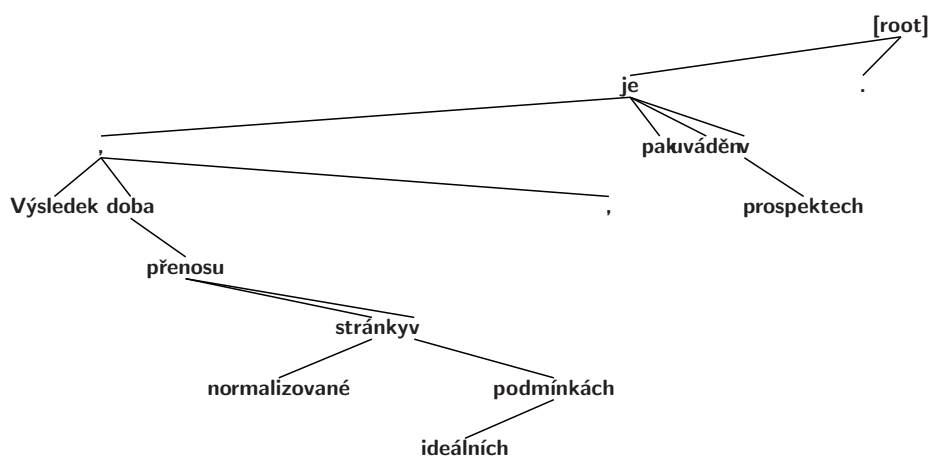 [root]
je .
, pak uváděn v
Výsledek doba , prospektech
přenosu
stránky v
normalizované podmínkách
ideálních